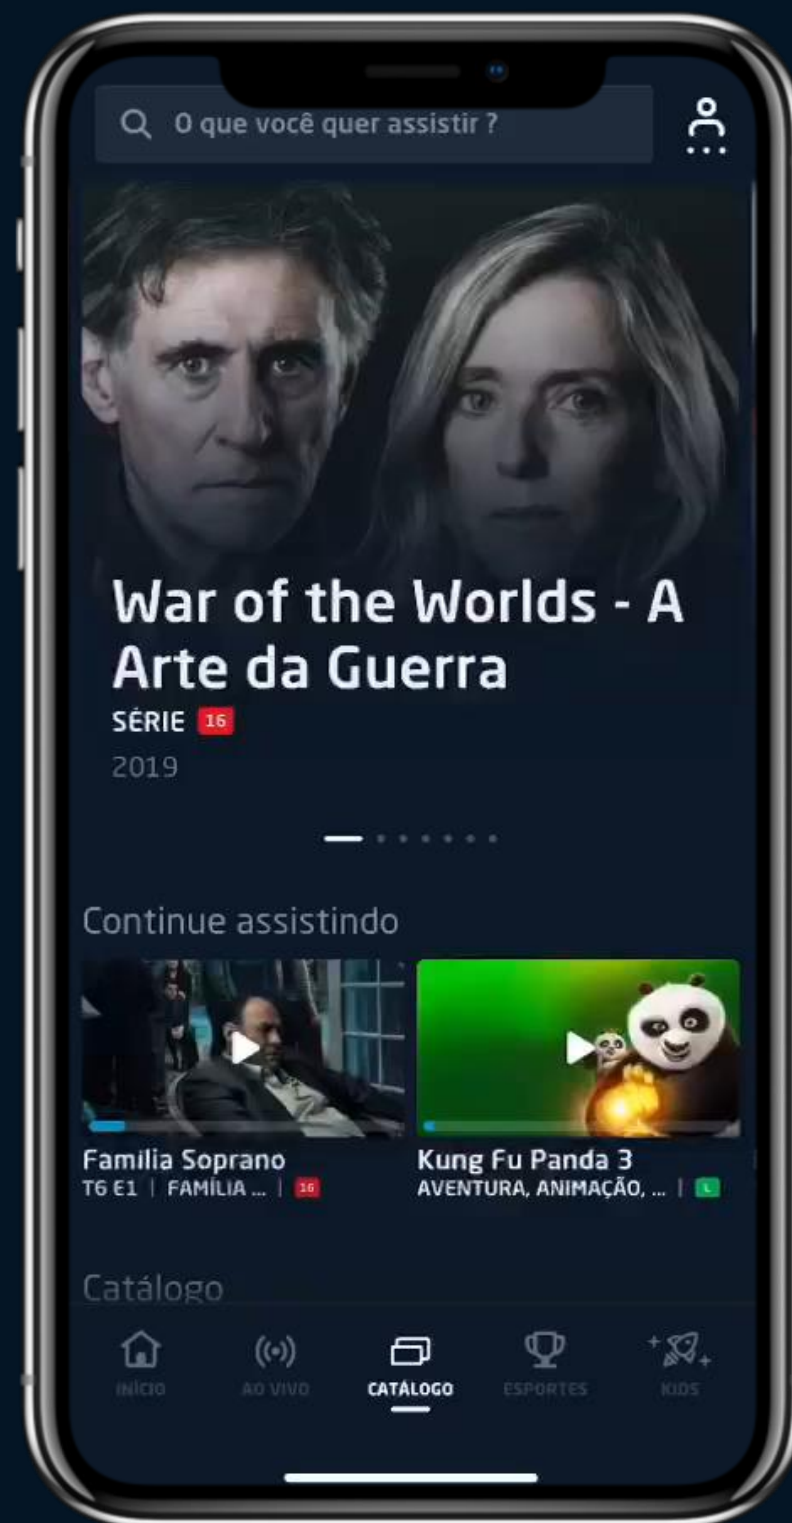 O que você quer assistir ?
War of the Worlds - A
Arte da Guerra
SÉRIE 16
2019
Continue assistindo
Família Soprano
T6 E1 | FAMÍLIA ... | 16
Kung Fu Panda 3
AVENTURA, ANIMAÇÃO, ... | L
Catálogo
INÍCIO
AO VIVO
CATÁLOGO
ESPORTES
KIDS